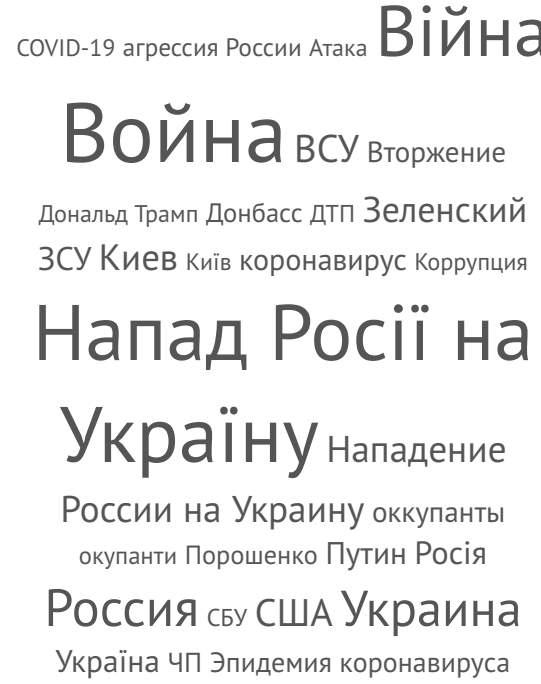 COVID-19 агрессия России Атака Війна
Война ВСУ Вторжение
Дональд Трамп Донбасс ДТП Зеленский
ЗСУ Киев Київ коронавирус Коррупция
Напад Росії на
Україну Нападение
России на Украину оккупанты
окупанти Порошенко Путин Росія
Россия СБУ США Украина
Україна ЧП Эпидемия коронавируса